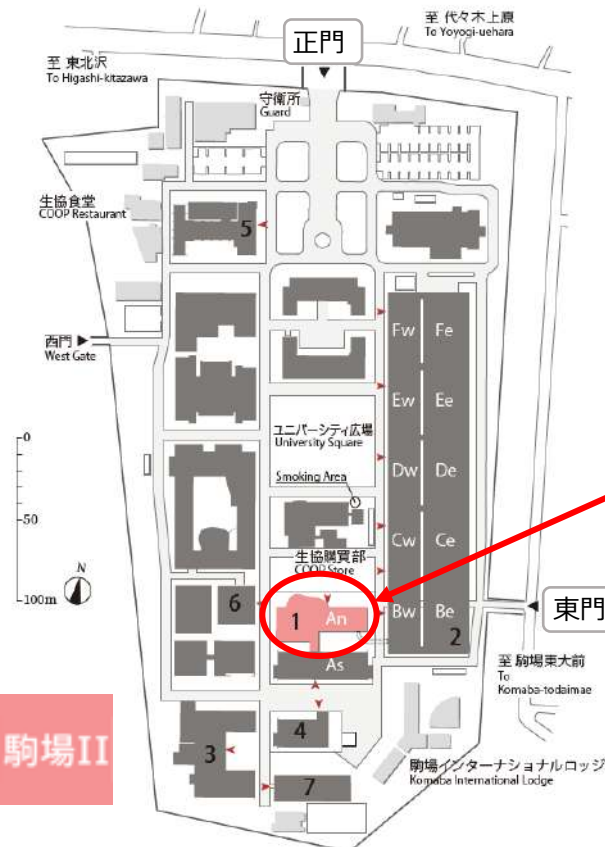 至 代々木上原
To Yoyogi-uehara
正門
至 東北沢
To Higashi-kitazawa
守衛所
Guard
生協食堂
COOP Restaurant
5
西門
West Gate
Fw Fe
Ew Ee
ユニバーシティ広場
University Square
Dw De
Smoking Area
0
50
100m
N
Cw Ce
生協購買部
COOP Store
6
1 An
Bw Be
2
東門
As
至 駒場東大前
To
Komaba-todaimae
4
3
駒場II
駒場インターナショナルロッジ
Komaba International Lodge
7